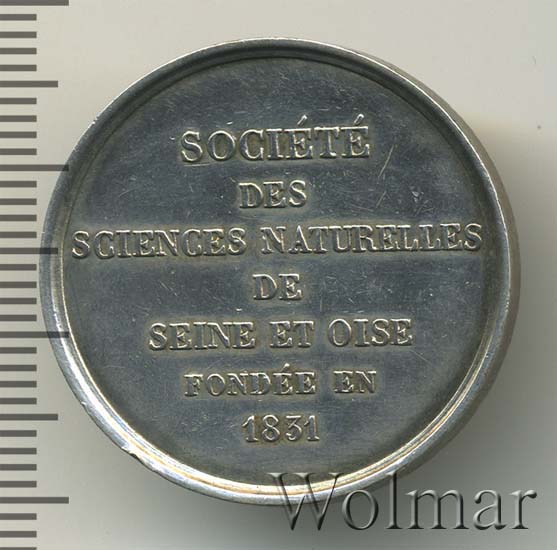 SOCIÉTÉ
DES
SCIENCES NATURELLES
DE
SEINE ET OISE
FONDÉE EN
1831
Wolmar